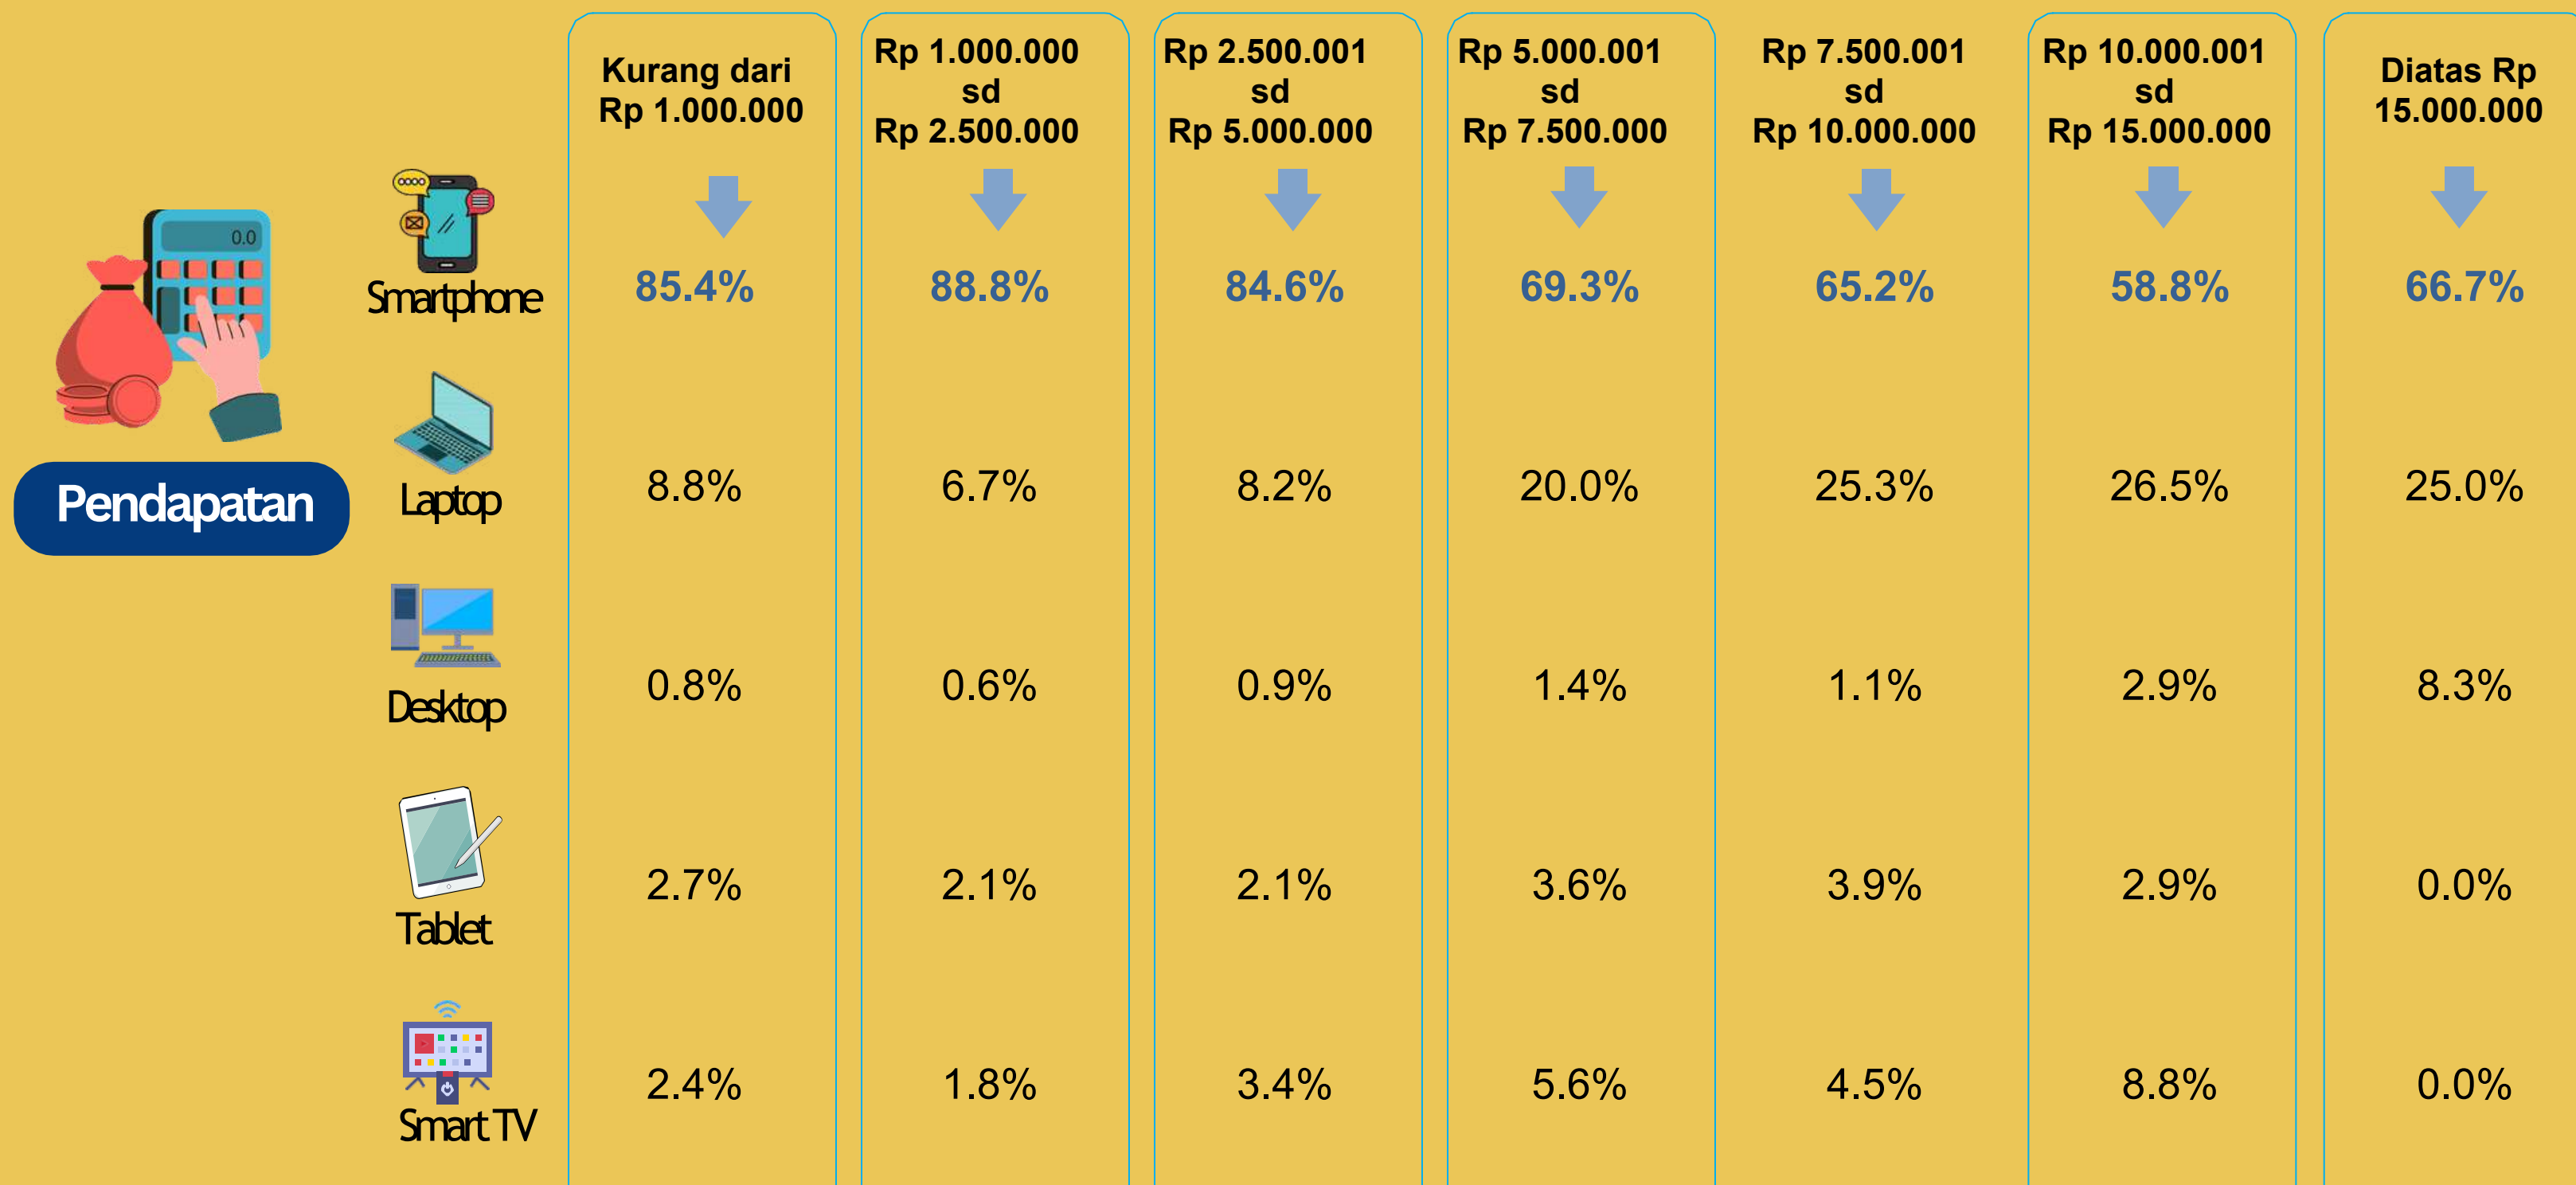 Kurang dari
Rp 1.000.000
Rp 1.000.000
sd
Rp 2.500.000
Rp 2.500.001
sd
Rp 5.000.000
Rp 5.000.001
sd
Rp 7.500.000
Rp 7.500.001
sd
Rp 10.000.000
Rp 10.000.001
sd
Rp 15.000.000
Diatas Rp
15.000.000
0.0
Pendapatan
Smartphone
85.4% 88.8% 84.6% 69.3% 65.2% 58.8% 66.7%
Laptop
8.8% 6.7% 8.2% 20.0% 25.3% 26.5% 25.0%
Desktop
0.8% 0.6% 0.9% 1.4% 1.1% 2.9% 8.3%
Tablet
2.7% 2.1% 2.1% 3.6% 3.9% 2.9% 0.0%
Smart TV
2.4% 1.8% 3.4% 5.6% 4.5% 8.8% 0.0%